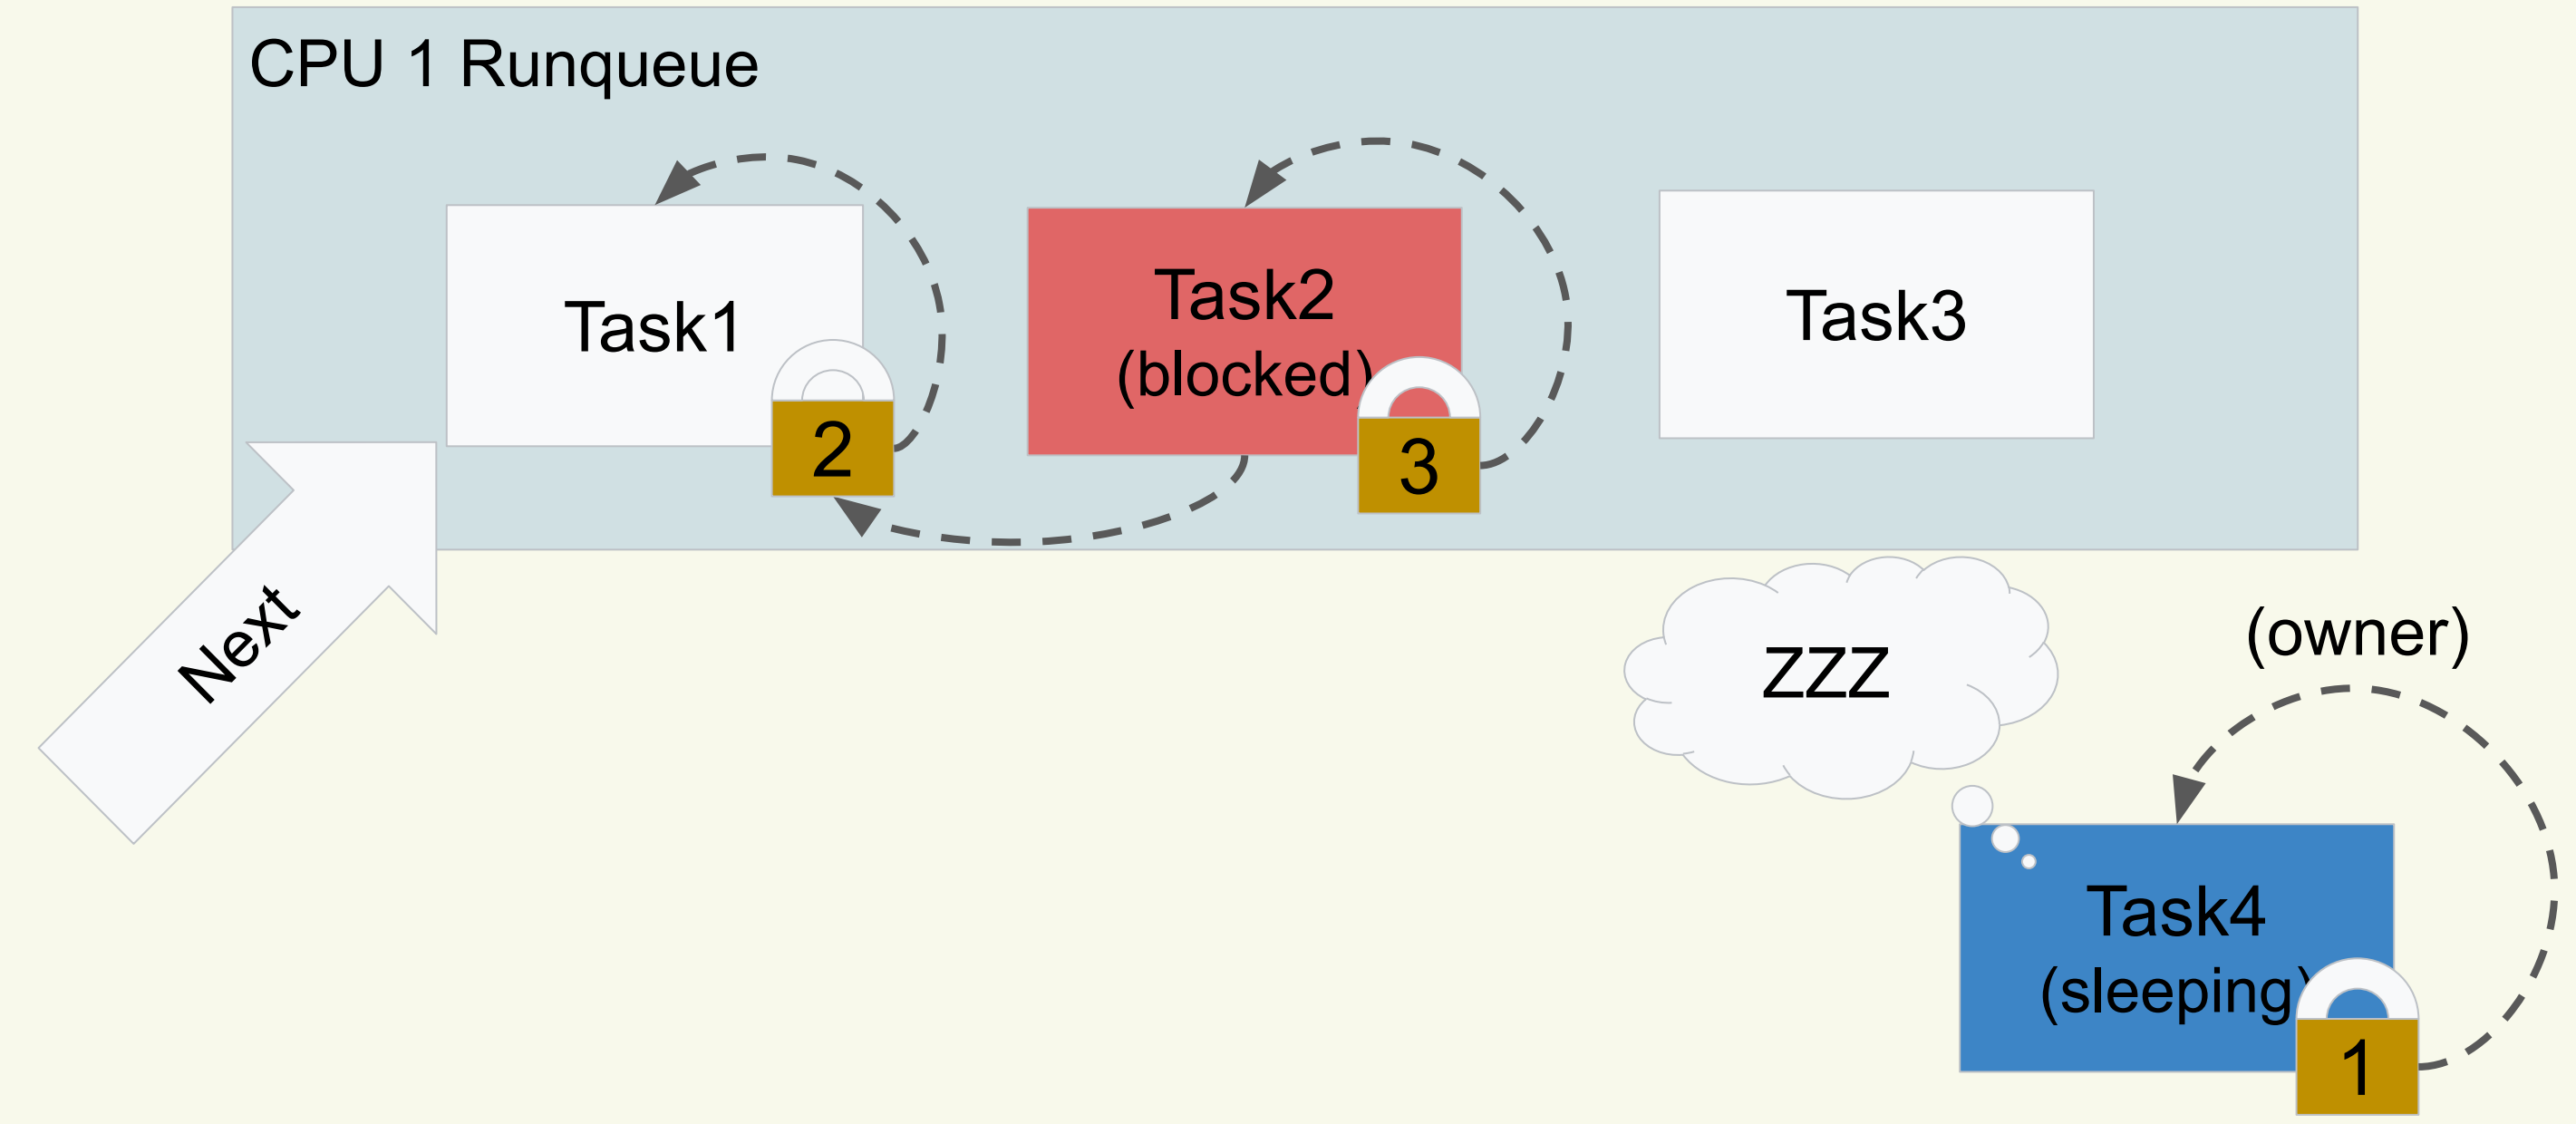 CPU 1 Runqueue
Task1
2
Task2
(blocked)
3
Task3
Next
ZZZ
(owner)
Task4
(sleeping)
1